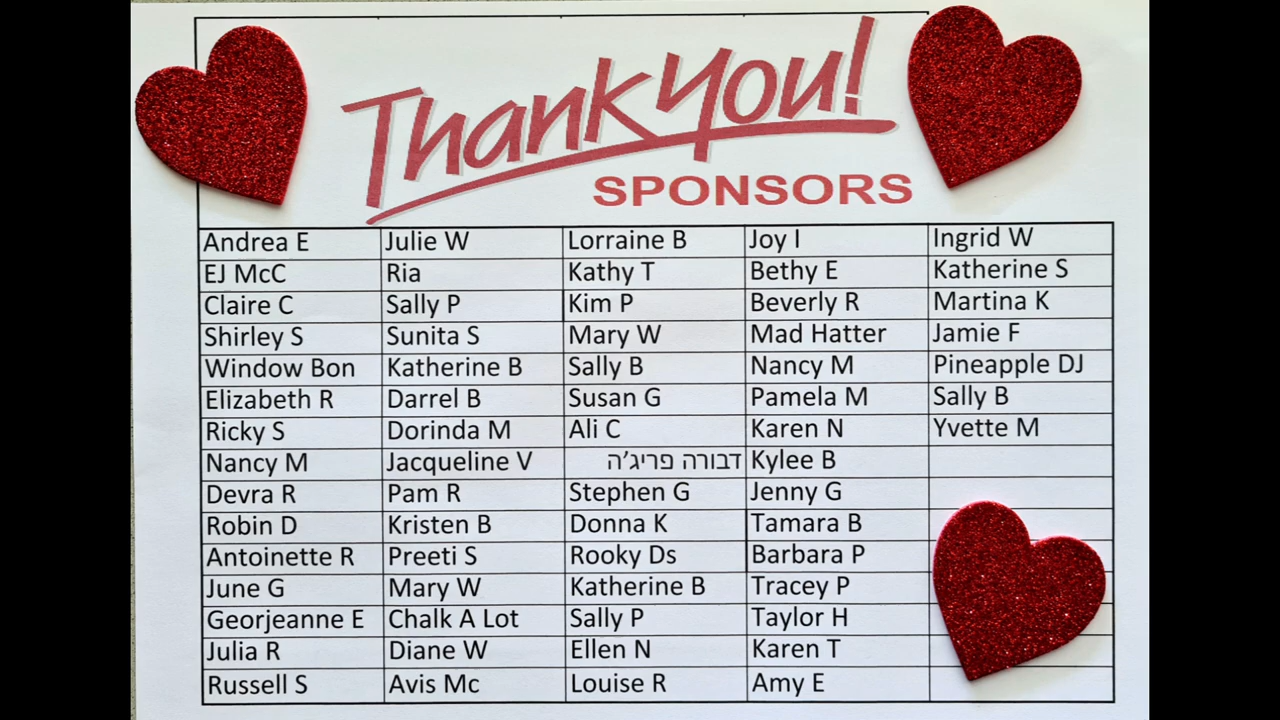 Thank You!
SPONSORS
Andrea E Julie W Lorraine B Joy I Ingrid W
EJ McC Ria Kathy T Bethy E Katherine S
Claire C Sally P Kim P Beverly R Martina K
Shirley S Sunita S Mary W Mad Hatter Jamie F
Window Bon Katherine B Sally B Nancy M Pineapple DJ
Elizabeth R Darrel B Susan G Pamela M Sally B
Ricky S Dorinda M Ali C Karen N Yvette M
Nancy M Jacqueline V דבורה פריג'ה Kylee B
Devra R Pam R Stephen G Jenny G
Robin D Kristen B Donna K Tamara B
Antoinette R Preeti S Rooky Ds Barbara P
June G Mary W Katherine B Tracey P
Georjeanne E Chalk A Lot Sally P Taylor H
Julia R Diane W Ellen N Karen T
Russell S Avis Mc Louise R Amy E